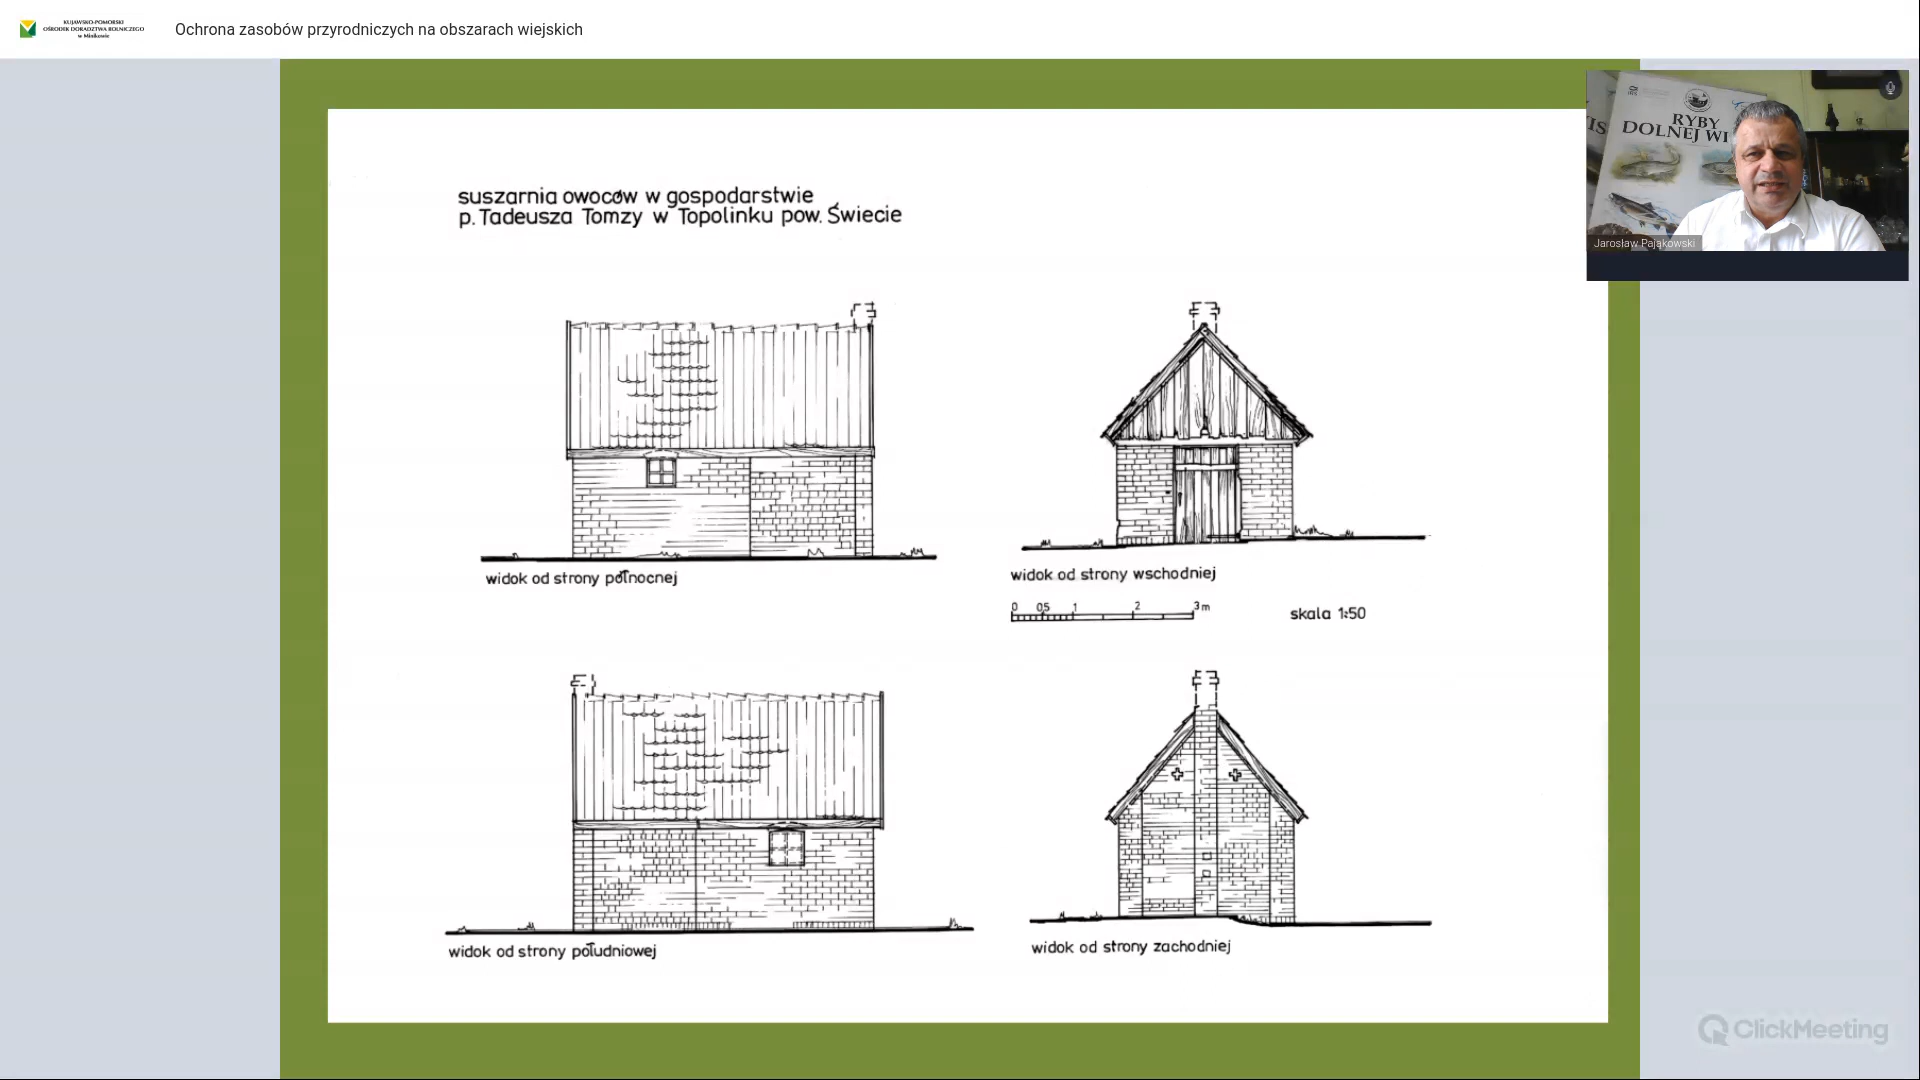 KUJAWSKO-POMORSKI
OŚRODEK DORADZTWA ROLNICZEGO
w Minikowie
Ochrona zasobów przyrodniczych na obszarach wiejskich
RYBY
DOLNEJ WI
IS
Jarosław Pająkowski
suszarnia owoców w gospodarstwie
p. Tadeusza Tomzy w Topolinku pow. Świecie
widok od strony północnej
widok od strony wschodniej
0 0,5 1 2 3 m
skala 1:50
widok od strony południowej
widok od strony zachodniej
ClickMeeting